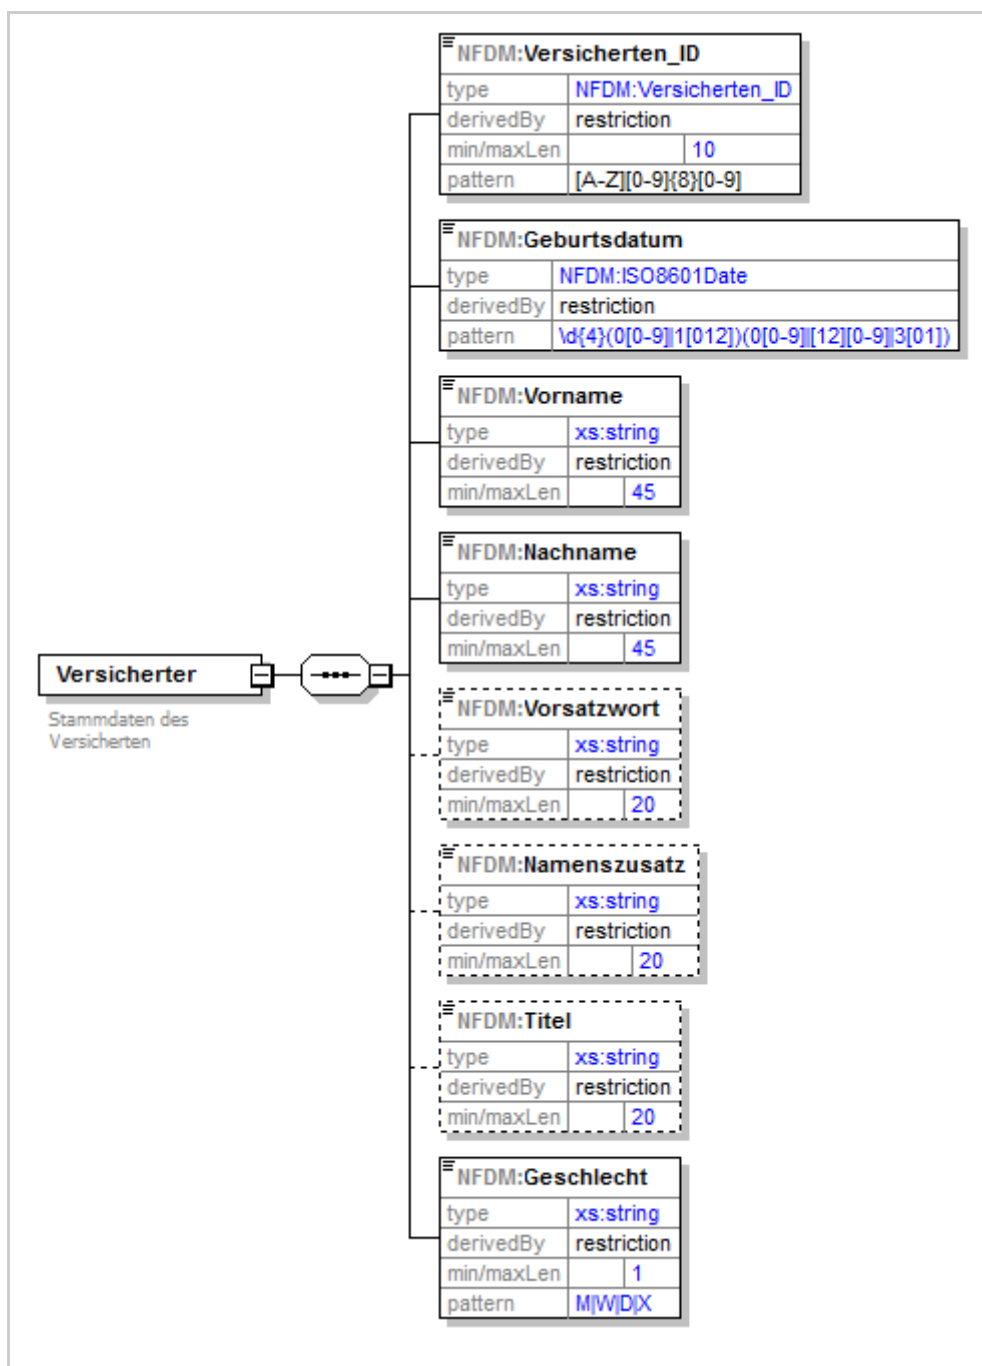 NFDM:Versicherten_ID
type NFDM:Versicherten_ID
derivedBy restriction
min/maxLen 10
pattern [A-Z][0-9]{8}[0-9]
NFDM:Geburtsdatum
type NFDM:ISO8601Date
derivedBy restriction
pattern \d{4}(0[0-9]|1[012])(0[0-9]|[12][0-9]|3[01])
NFDM:Vorname
type xs:string
derivedBy restriction
min/maxLen 45
NFDM:Nachname
type xs:string
derivedBy restriction
min/maxLen 45
Versicherter
Stammdaten des
Versicherten
NFDM:Vorsatzwort
type xs:string
derivedBy restriction
min/maxLen 20
NFDM:Namenszusatz
type xs:string
derivedBy restriction
min/maxLen 20
NFDM:Titel
type xs:string
derivedBy restriction
min/maxLen 20
NFDM:Geschlecht
type xs:string
derivedBy restriction
min/maxLen 1
pattern M|W|D|X